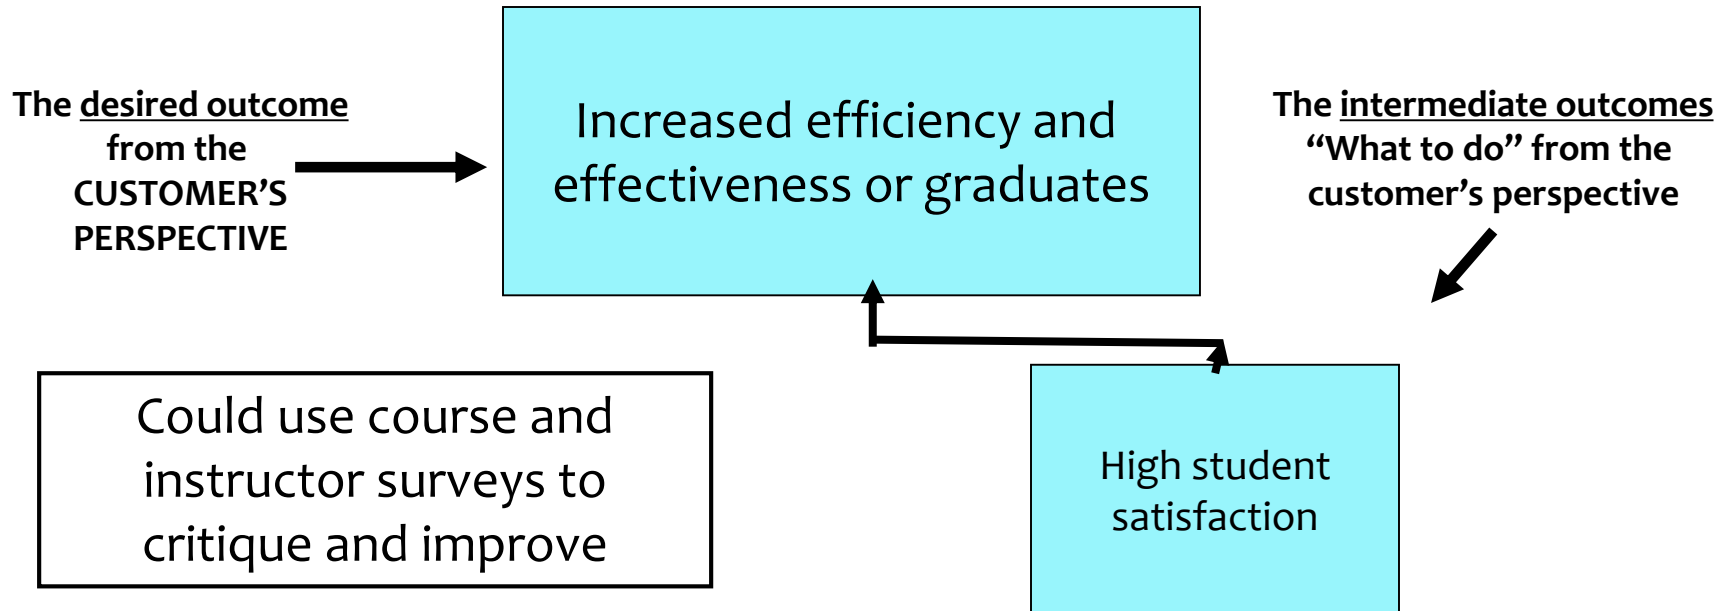 The desired outcome
from the
CUSTOMER’S
PERSPECTIVE
Increased efficiency and
effectiveness or graduates
The intermediate outcomes
“What to do” from the
customer’s perspective
Could use course and
instructor surveys to
critique and improve
High student
satisfaction